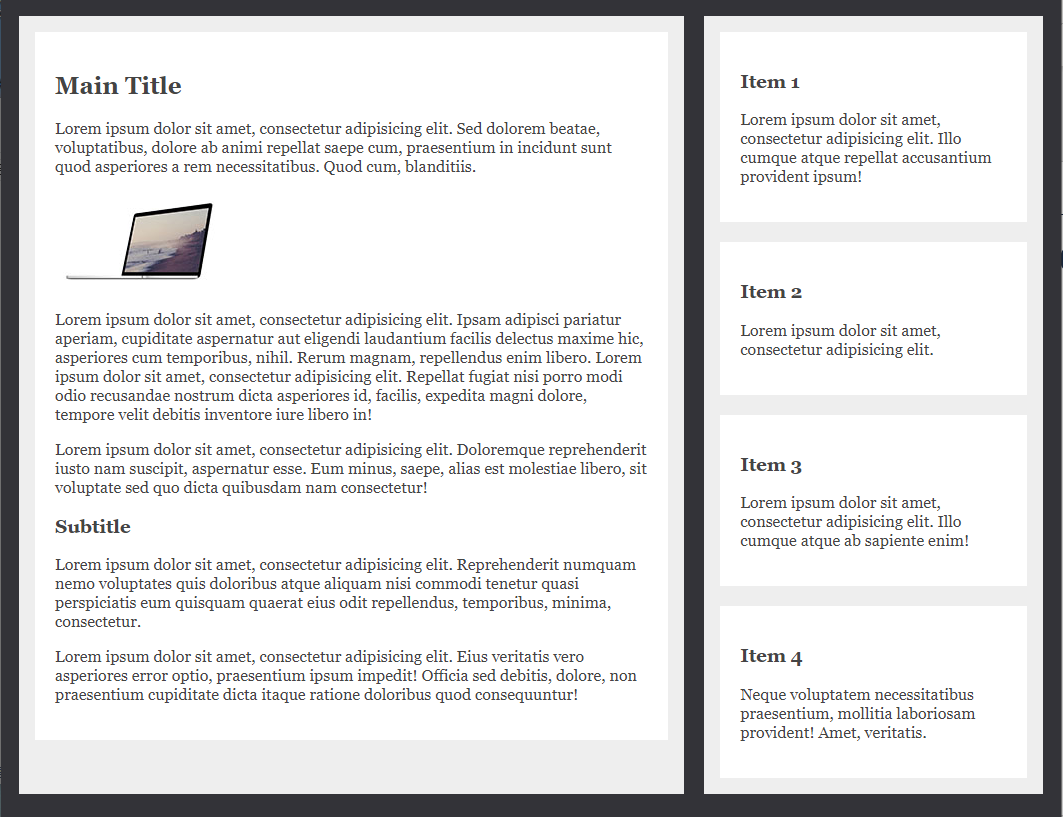 Main Title
Lorem ipsum dolor sit amet, consectetur adipisicing elit. Sed dolorem beatae,
voluptatibus, dolore ab animi repellat saepe cum, praesentium in incidunt sunt
quod asperiores a rem necessitatibus. Quod cum, blanditiis.
Lorem ipsum dolor sit amet, consectetur adipisicing elit. Ipsam adipisci pariatur
aperiam, cupiditate aspernatur aut eligendi laudantium facilis delectus maxime hic,
asperiores cum temporibus, nihil. Rerum magnam, repellendus enim libero. Lorem
ipsum dolor sit amet, consectetur adipisicing elit. Repellat fugiat nisi porro modi
odio recusandae nostrum dicta asperiores id, facilis, expedita magni dolore,
tempore velit debitis inventore iure libero in!
Lorem ipsum dolor sit amet, consectetur adipisicing elit. Doloremque reprehenderit
iusto nam suscipit, aspernatur esse. Eum minus, saepe, alias est molestiae libero, sit
voluptate sed quo dicta quibusdam nam consectetur!
Subtitle
Lorem ipsum dolor sit amet, consectetur adipisicing elit. Reprehenderit numquam
nemo voluptates quis doloribus atque aliquam nisi commodi tenetur quasi
perspiciatis eum quisquam quaerat eius odit repellendus, temporibus, minima,
consectetur.
Lorem ipsum dolor sit amet, consectetur adipisicing elit. Eius veritatis vero
asperiores error optio, praesentium ipsum impedit! Officia sed debitis, dolore, non
praesentium cupiditate dicta itaque ratione doloribus quod consequuntur!
Item 1
Lorem ipsum dolor sit amet,
consectetur adipisicing elit. Illo
cumque atque repellat accusantium
provident ipsum!
Item 2
Lorem ipsum dolor sit amet,
consectetur adipisicing elit.
Item 3
Lorem ipsum dolor sit amet,
consectetur adipisicing elit. Illo
cumque atque ab sapiente enim!
Item 4
Neque voluptatem necessitatibus
praesentium, mollitia laboriosam
provident! Amet, veritatis.